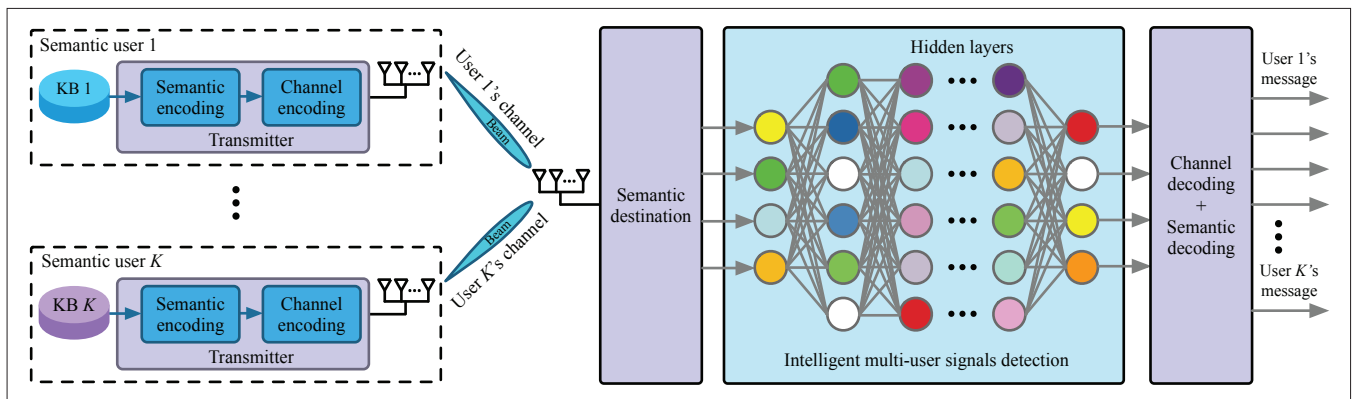 Semantic user 1
KB 1
Semantic
encoding
Channel
encoding
Transmitter
User 1's channel
Beam
Semantic user K
KB K
Semantic
encoding
Channel
encoding
Transmitter
Beam
User K's channel
Semantic
destination
Hidden layers
Intelligent multi-user signals detection
Channel
decoding
+
Semantic
decoding
User 1's
message
User K's
message